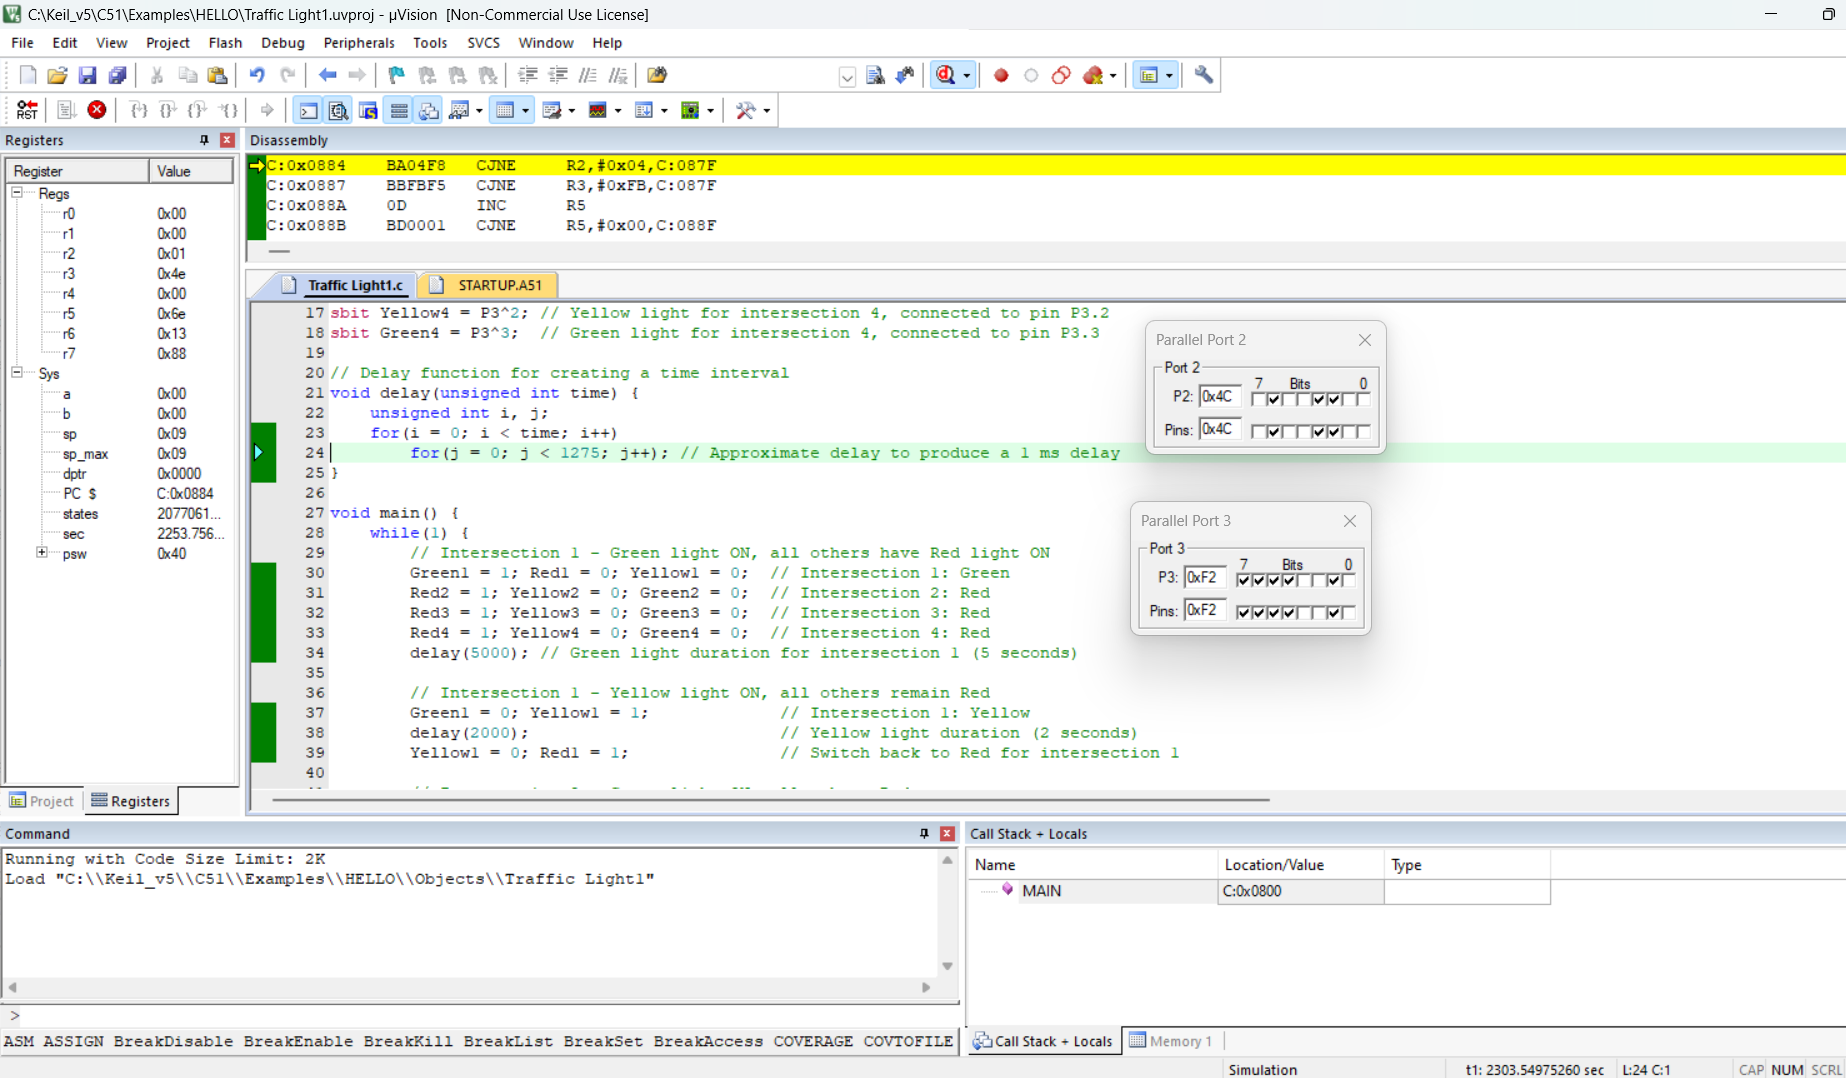 C:\Keil_v5\C51\Examples\HELLO\Traffic Light1.uvproj - µVision  [Non-Commercial Use License]
File Edit View Project Flash Debug Peripherals Tools SVCS Window Help
RST
Registers
Register Value
Regs
r0 0x00
r1 0x00
r2 0x01
r3 0x4e
r4 0x00
r5 0x6e
r6 0x13
r7 0x88
Sys
a 0x00
b 0x00
sp 0x09
sp_max 0x09
dptr 0x0000
PC $ C:0x0884
states 2077061...
sec 2253.756...
psw 0x40
Project Registers
Disassembly
C:0x0884 BA04F8 CJNE R2,#0x04,C:087F
C:0x0887 BBFBF5 CJNE R3,#0xFB,C:087F
C:0x088A 0D INC R5
C:0x088B BD0001 CJNE R5,#0x00,C:088F
Traffic Light1.c STARTUP.A51
17 sbit Yellow4 = P3^2; // Yellow light for intersection 4, connected to pin P3.2
18 sbit Green4 = P3^3;  // Green light for intersection 4, connected to pin P3.3
19
20 // Delay function for creating a time interval
21 void delay(unsigned int time) {
22     unsigned int i, j;
23     for(i = 0; i < time; i++)
24         for(j = 0; j < 1275; j++); // Approximate delay to produce a 1 ms delay
25 }
26
27 void main() {
28     while(1) {
29         // Intersection 1 - Green light ON, all others have Red light ON
30         Green1 = 1; Red1 = 0; Yellow1 = 0;  // Intersection 1: Green
31         Red2 = 1; Yellow2 = 0; Green2 = 0;  // Intersection 2: Red
32         Red3 = 1; Yellow3 = 0; Green3 = 0;  // Intersection 3: Red
33         Red4 = 1; Yellow4 = 0; Green4 = 0;  // Intersection 4: Red
34         delay(5000); // Green light duration for intersection 1 (5 seconds)
35
36         // Intersection 1 - Yellow light ON, all others remain Red
37         Green1 = 0; Yellow1 = 1;             // Intersection 1: Yellow
38         delay(2000);                         // Yellow light duration (2 seconds)
39         Yellow1 = 0; Red1 = 1;               // Switch back to Red for intersection 1
40
Parallel Port 2
Port 2
7 Bits 0
P2: 0x4C
Pins: 0x4C
Parallel Port 3
Port 3
7 Bits 0
P3: 0xF2
Pins: 0xF2
Command
Running with Code Size Limit: 2K
Load "C:\\Keil_v5\\C51\\Examples\\HELLO\\Objects\\Traffic Light1"
>
ASM ASSIGN BreakDisable BreakEnable BreakKill BreakList BreakSet BreakAccess COVERAGE COVTOFILE
Call Stack + Locals
Name Location/Value Type
MAIN C:0x0800
Call Stack + Locals Memory 1
Simulation t1: 2303.54975260 sec L:24 C:1 CAP NUM SCRL